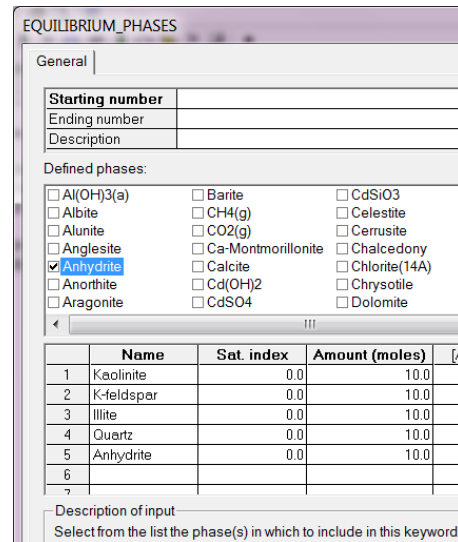 EQUILIBRIUM_PHASES
General
Starting number
Ending number
Description
Defined phases:
Al(OH)3(a) Barite CdSiO3
Albite CH4(g) Celestite
Alunite CO2(g) Cerrusite
Anglesite Ca-Montmorillonite Chalcedony
Anhydrite Calcite Chlorite(14A)
Anorthite Cd(OH)2 Chrysotile
Aragonite CdSO4 Dolomite
Name Sat. index Amount (moles)
1 Kaolinite 0.0 10.0
2 K-feldspar 0.0 10.0
3 Illite 0.0 10.0
4 Quartz 0.0 10.0
5 Anhydrite 0.0 10.0
6
7
Description of input
Select from the list the phase(s) in which to include in this keyword